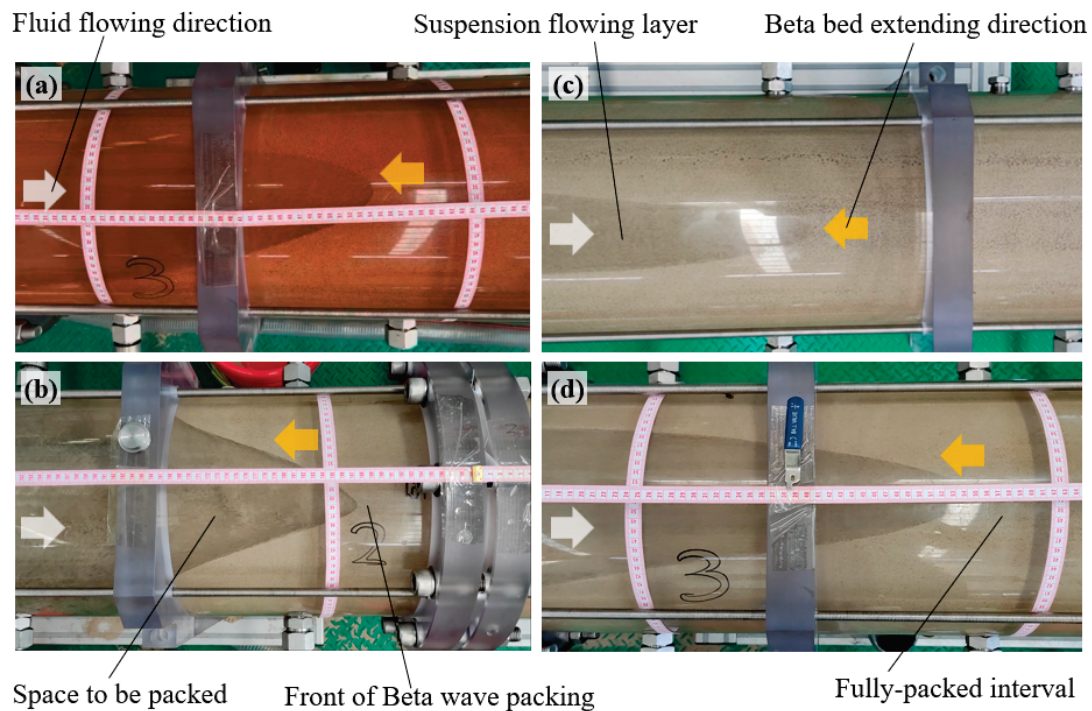 Fluid flowing direction
Suspension flowing layer
Beta bed extending direction
(a)
(c)
3
(b)
(d)
2
3
Space to be packed
Front of Beta wave packing
Fully-packed interval